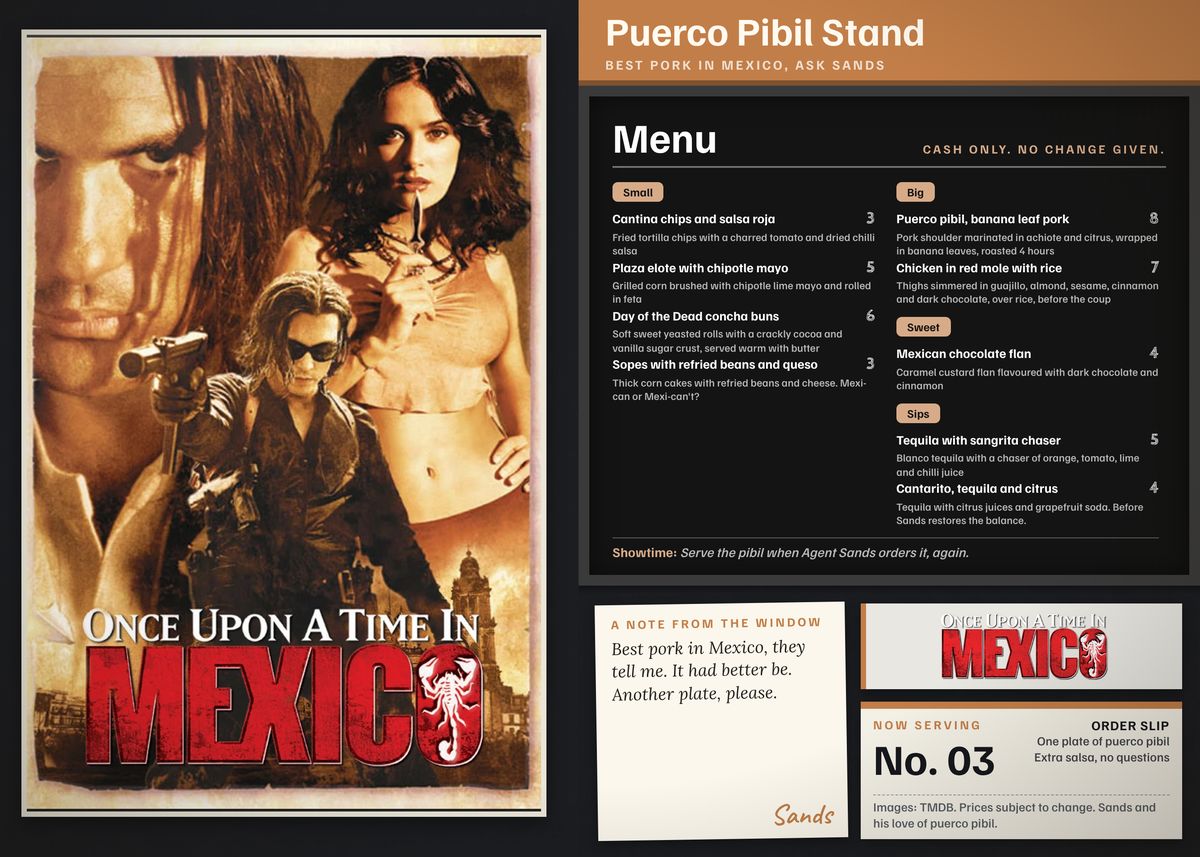 ONCE UPON A TIME IN
MEXICO
Puerco Pibil Stand
BEST PORK IN MEXICO, ASK SANDS
Menu
CASH ONLY. NO CHANGE GIVEN.
Small
Cantina chips and salsa roja 3
Fried tortilla chips with a charred tomato and dried chilli
salsa
Plaza elote with chipotle mayo 5
Grilled corn brushed with chipotle lime mayo and rolled
in feta
Day of the Dead concha buns 6
Soft sweet yeasted rolls with a crackly cocoa and
vanilla sugar crust, served warm with butter
Sopes with refried beans and queso 3
Thick corn cakes with refried beans and cheese. Mexi-
can or Mexi-can't?
Big
Puerco pibil, banana leaf pork 8
Pork shoulder marinated in achiote and citrus, wrapped
in banana leaves, roasted 4 hours
Chicken in red mole with rice 7
Thighs simmered in guajillo, almond, sesame, cinnamon
and dark chocolate, over rice, before the coup
Sweet
Mexican chocolate flan 4
Caramel custard flan flavoured with dark chocolate and
cinnamon
Sips
Tequila with sangrita chaser 5
Blanco tequila with a chaser of orange, tomato, lime
and chilli juice
Cantarito, tequila and citrus 4
Tequila with citrus juices and grapefruit soda. Before
Sands restores the balance.
Showtime: Serve the pibil when Agent Sands orders it, again.
A NOTE FROM THE WINDOW
Best pork in Mexico, they
tell me. It had better be.
Another plate, please.
Sands
ONCE UPON A TIME IN
MEXICO
NOW SERVING
No. 03
ORDER SLIP
One plate of puerco pibil
Extra salsa, no questions
Images: TMDB. Prices subject to change. Sands and
his love of puerco pibil.